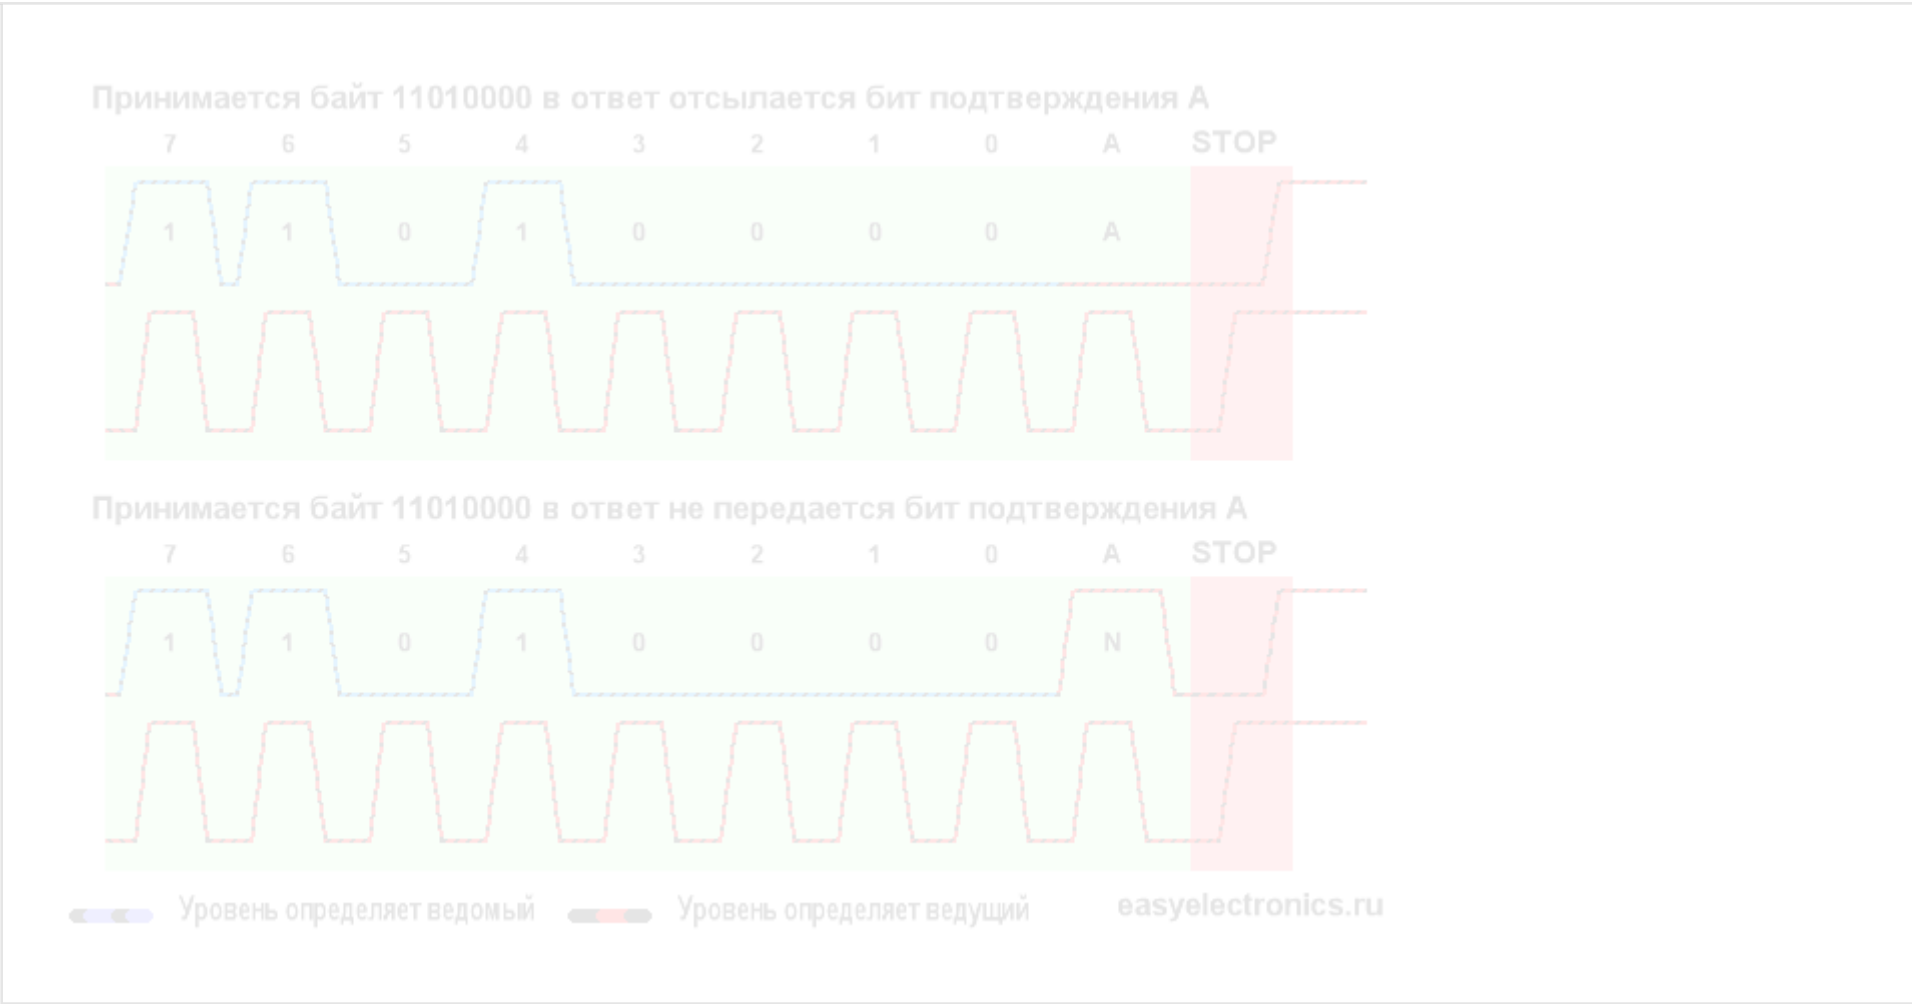 Принимается байт 11010000 в ответ отсылается бит подтверждения А
7 6 5 4 3 2 1 0 A STOP
1 1 0 1 0 0 0 0 A
Принимается байт 11010000 в ответ не передается бит подтверждения А
7 6 5 4 3 2 1 0 A STOP
1 1 0 1 0 0 0 0 N
Уровень определяет ведомый Уровень определяет ведущий easyelectronics.ru